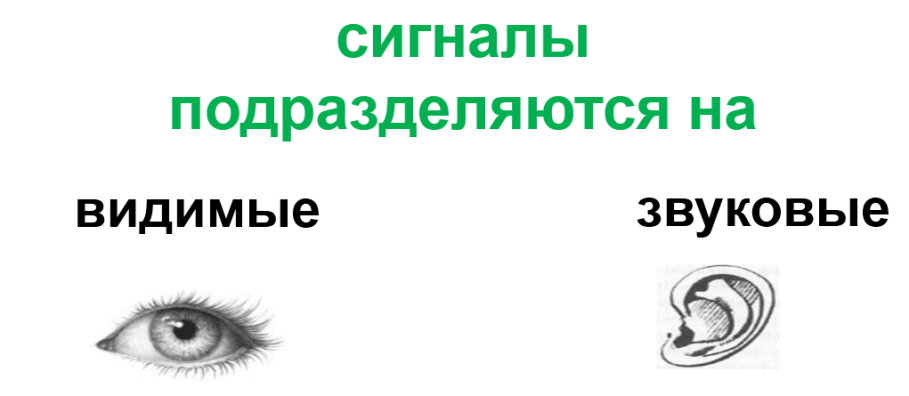 сигналы
подразделяются на
видимые
звуковые